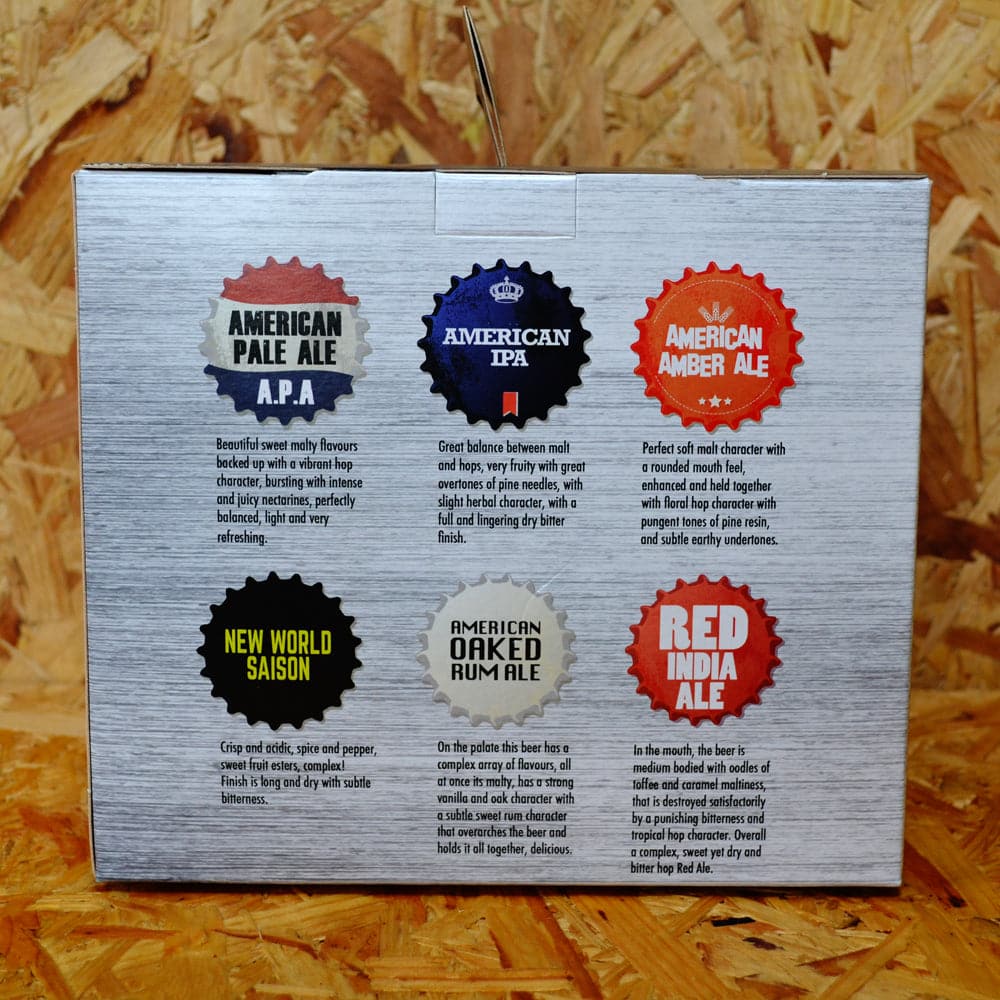 AMERICAN
PALE ALE
A.P.A
Beautiful sweet malty flavours
backed up with a vibrant hop
character, bursting with intense
and juicy nectarines, perfectly
balanced, light and very
refreshing.
AMERICAN
IPA
Great balance between malt
and hops, very fruity with great
overtones of pine needles, with
slight herbal character, with a
full and lingering dry bitter
finish.
AMERICAN
AMBER ALE
Perfect soft malt character with
a rounded mouth feel,
enhanced and held together
with floral hop character with
pungent tones of pine resin,
and subtle earthy undertones.
NEW WORLD
SAISON
Crisp and acidic, spice and pepper,
sweet fruit esters, complex!
Finish is long and dry with subtle
bitterness.
AMERICAN
OAKED
RUM ALE
On the palate this beer has a
complex array of flavours, all
at once its malty, has a strong
vanilla and oak character with
a subtle sweet rum character
that overarches the beer and
holds it all together, delicious.
RED
INDIA
ALE
In the mouth, the beer is
medium bodied with oodles of
toffee and caramel maltiness,
that is destroyed satisfactorily
by a punishing bitterness and
tropical hop character. Overall
a complex, sweet yet dry and
bitter hop Red Ale.